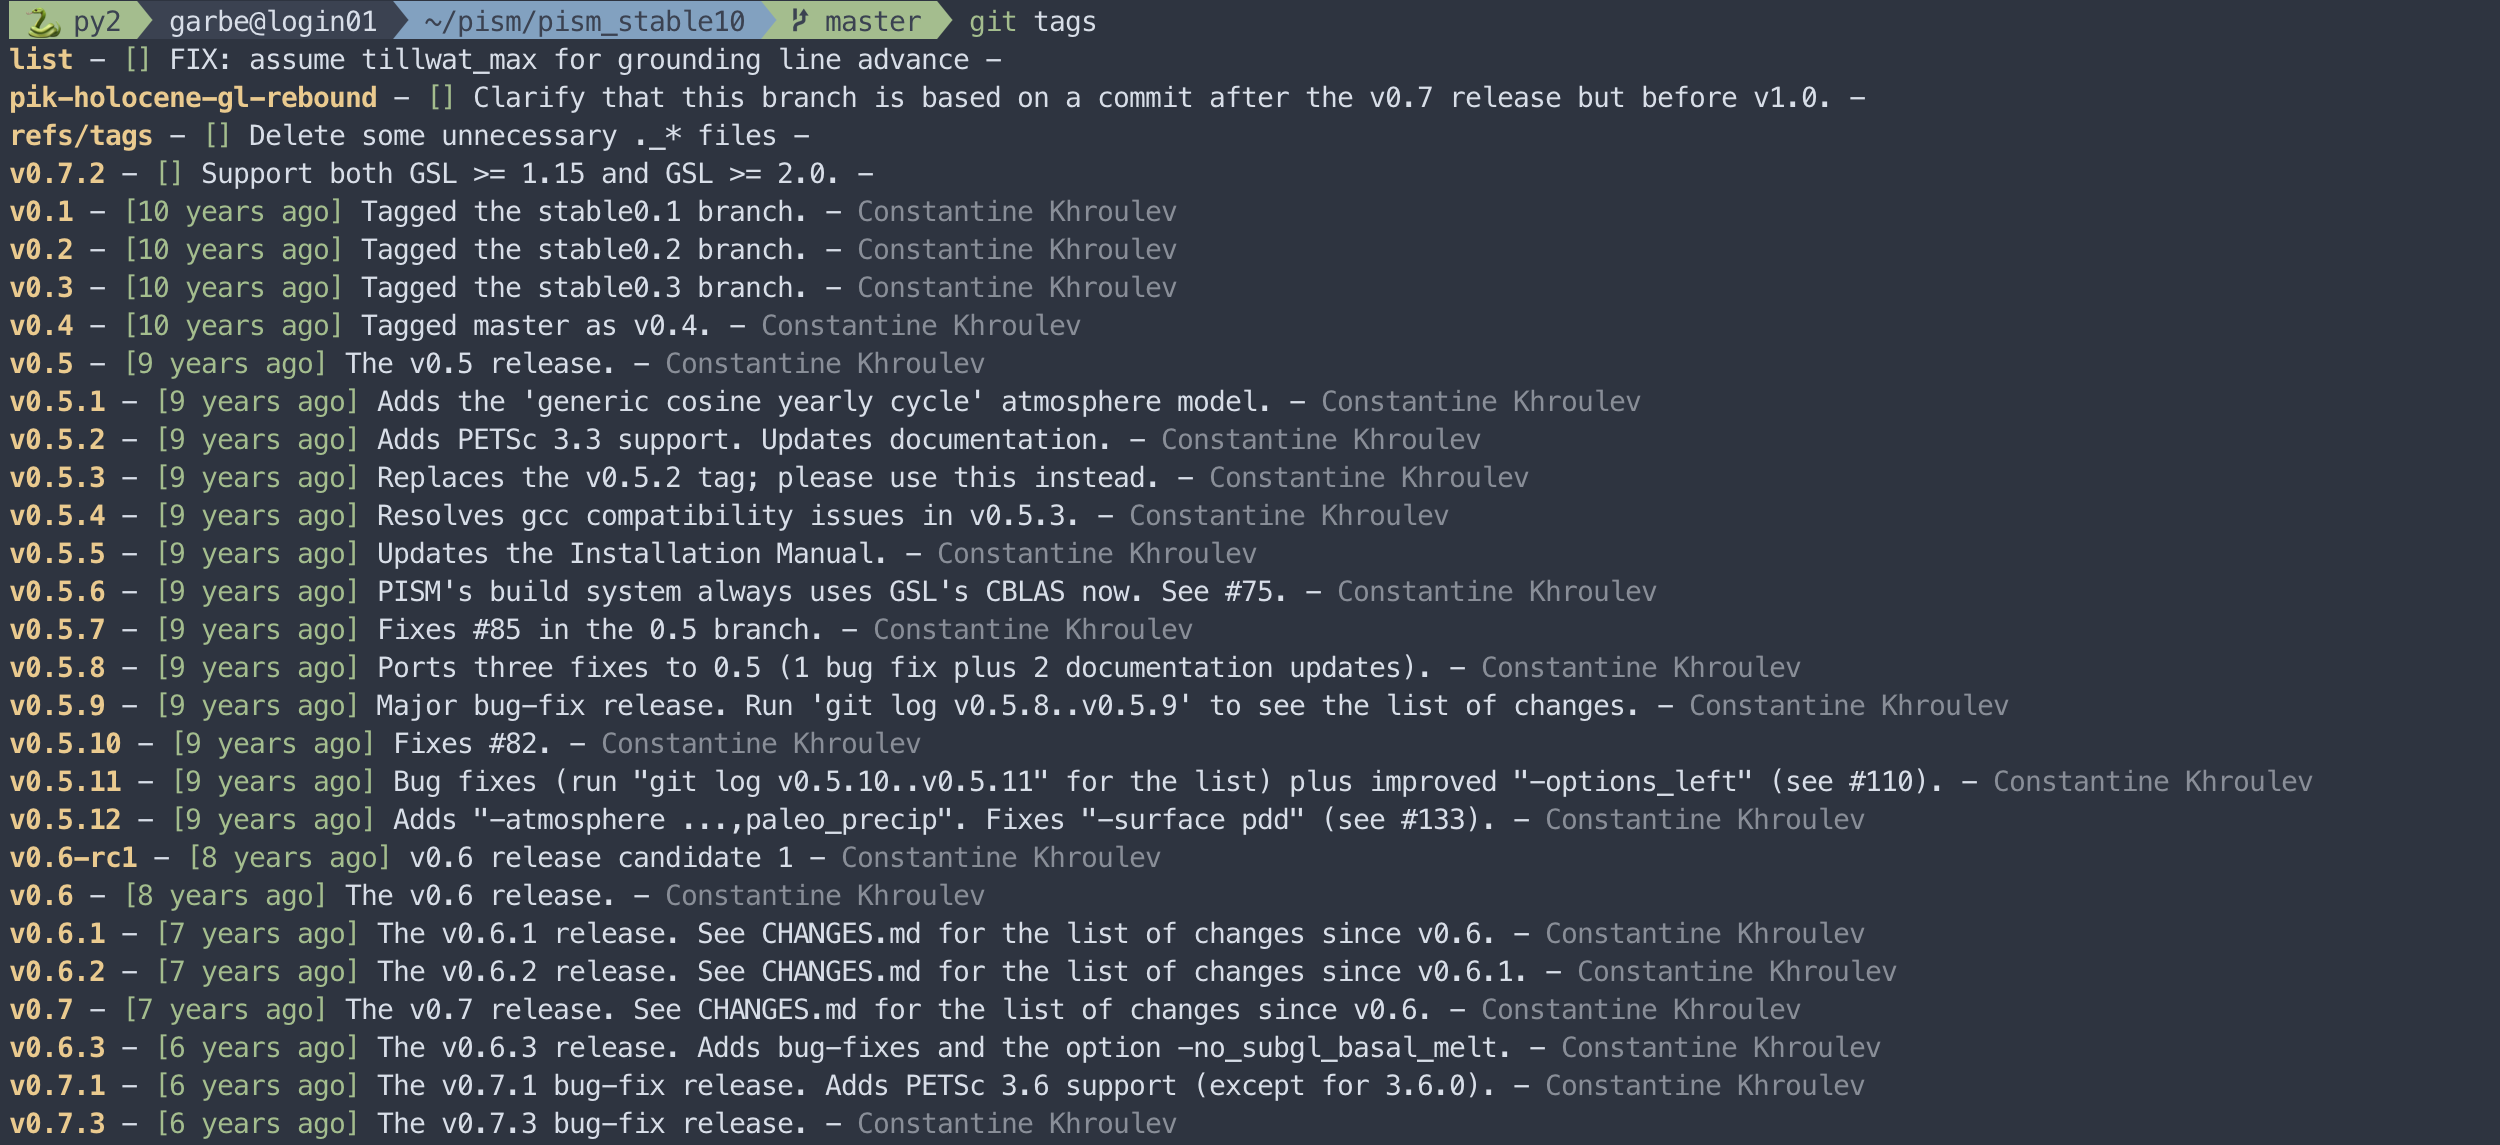 🐍 py2 garbe@login01 ~/pism/pism_stable10 master git tags
list – [] FIX: assume tillwat_max for grounding line advance –
pik-holocene-gl-rebound – [] Clarify that this branch is based on a commit after the v0.7 release but before v1.0. –
refs/tags – [] Delete some unnecessary ._* files –
v0.7.2 – [] Support both GSL >= 1.15 and GSL >= 2.0. –
v0.1 – [10 years ago] Tagged the stable0.1 branch. – Constantine Khroulev
v0.2 – [10 years ago] Tagged the stable0.2 branch. – Constantine Khroulev
v0.3 – [10 years ago] Tagged the stable0.3 branch. – Constantine Khroulev
v0.4 – [10 years ago] Tagged master as v0.4. – Constantine Khroulev
v0.5 – [9 years ago] The v0.5 release. – Constantine Khroulev
v0.5.1 – [9 years ago] Adds the 'generic cosine yearly cycle' atmosphere model. – Constantine Khroulev
v0.5.2 – [9 years ago] Adds PETSc 3.3 support. Updates documentation. – Constantine Khroulev
v0.5.3 – [9 years ago] Replaces the v0.5.2 tag; please use this instead. – Constantine Khroulev
v0.5.4 – [9 years ago] Resolves gcc compatibility issues in v0.5.3. – Constantine Khroulev
v0.5.5 – [9 years ago] Updates the Installation Manual. – Constantine Khroulev
v0.5.6 – [9 years ago] PISM's build system always uses GSL's CBLAS now. See #75. – Constantine Khroulev
v0.5.7 – [9 years ago] Fixes #85 in the 0.5 branch. – Constantine Khroulev
v0.5.8 – [9 years ago] Ports three fixes to 0.5 (1 bug fix plus 2 documentation updates). – Constantine Khroulev
v0.5.9 – [9 years ago] Major bug-fix release. Run 'git log v0.5.8..v0.5.9' to see the list of changes. – Constantine Khroulev
v0.5.10 – [9 years ago] Fixes #82. – Constantine Khroulev
v0.5.11 – [9 years ago] Bug fixes (run "git log v0.5.10..v0.5.11" for the list) plus improved "-options_left" (see #110). – Constantine Khroulev
v0.5.12 – [9 years ago] Adds "-atmosphere ...,paleo_precip". Fixes "-surface pdd" (see #133). – Constantine Khroulev
v0.6-rc1 – [8 years ago] v0.6 release candidate 1 – Constantine Khroulev
v0.6 – [8 years ago] The v0.6 release. – Constantine Khroulev
v0.6.1 – [7 years ago] The v0.6.1 release. See CHANGES.md for the list of changes since v0.6. – Constantine Khroulev
v0.6.2 – [7 years ago] The v0.6.2 release. See CHANGES.md for the list of changes since v0.6.1. – Constantine Khroulev
v0.7 – [7 years ago] The v0.7 release. See CHANGES.md for the list of changes since v0.6. – Constantine Khroulev
v0.6.3 – [6 years ago] The v0.6.3 release. Adds bug-fixes and the option -no_subgl_basal_melt. – Constantine Khroulev
v0.7.1 – [6 years ago] The v0.7.1 bug-fix release. Adds PETSc 3.6 support (except for 3.6.0). – Constantine Khroulev
v0.7.3 – [6 years ago] The v0.7.3 bug-fix release. – Constantine Khroulev